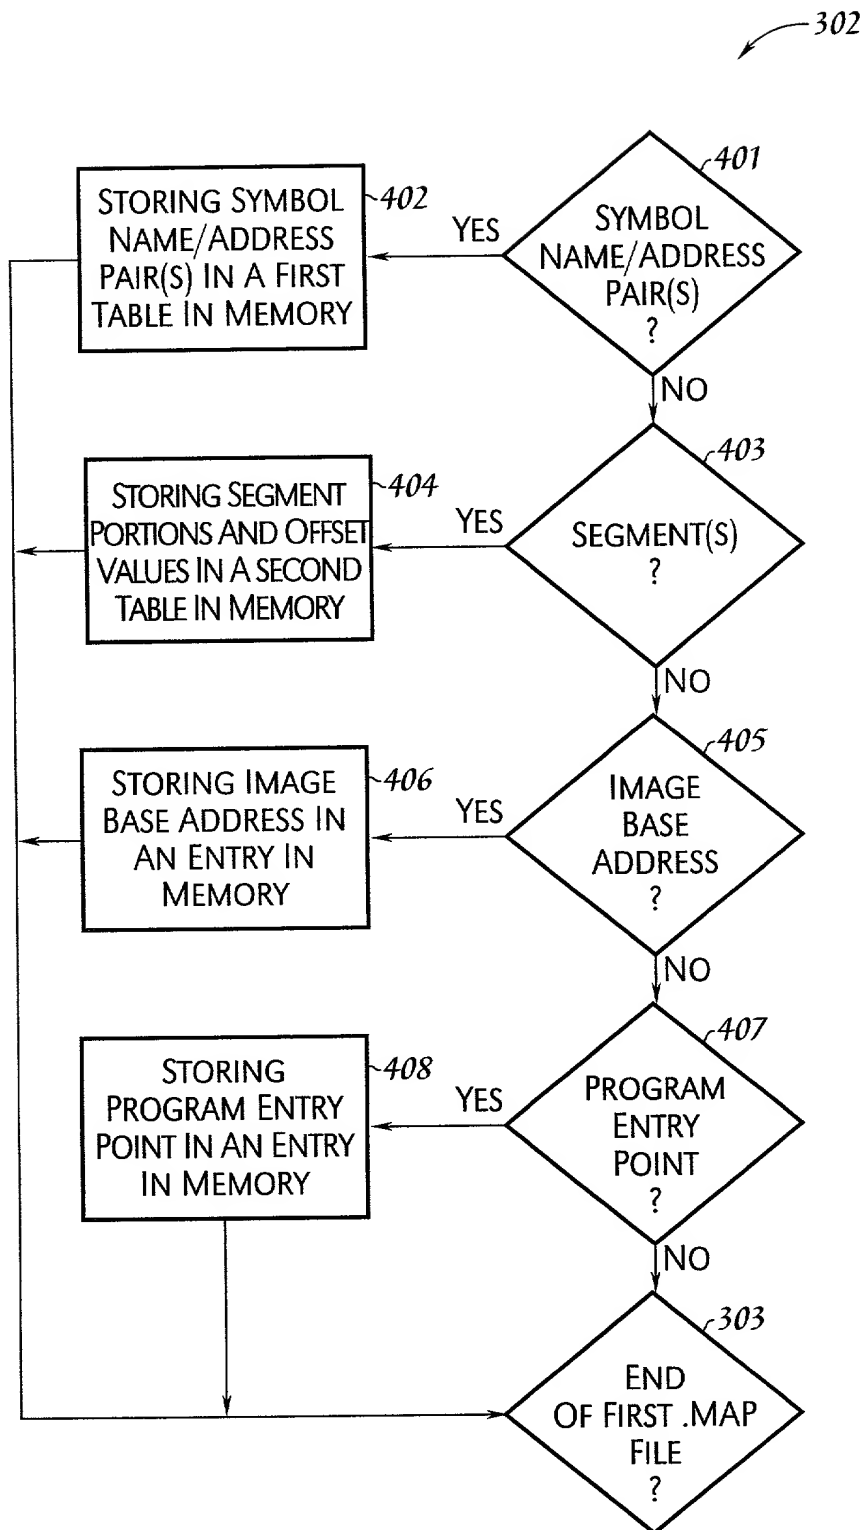 302
401
402
STORING SYMBOL
NAME/ADDRESS
PAIR(S) IN A FIRST
TABLE IN MEMORY
YES
SYMBOL
NAME/ADDRESS
PAIR(S)
?
NO
403
404
STORING SEGMENT
PORTIONS AND OFFSET
VALUES IN A SECOND
TABLE IN MEMORY
YES
SEGMENT(S)
?
NO
405
406
STORING IMAGE
BASE ADDRESS IN
AN ENTRY IN
MEMORY
YES
IMAGE
BASE
ADDRESS
?
NO
407
408
STORING
PROGRAM ENTRY
POINT IN AN ENTRY
IN MEMORY
YES
PROGRAM
ENTRY
POINT
?
NO
303
END
OF FIRST .MAP
FILE
?